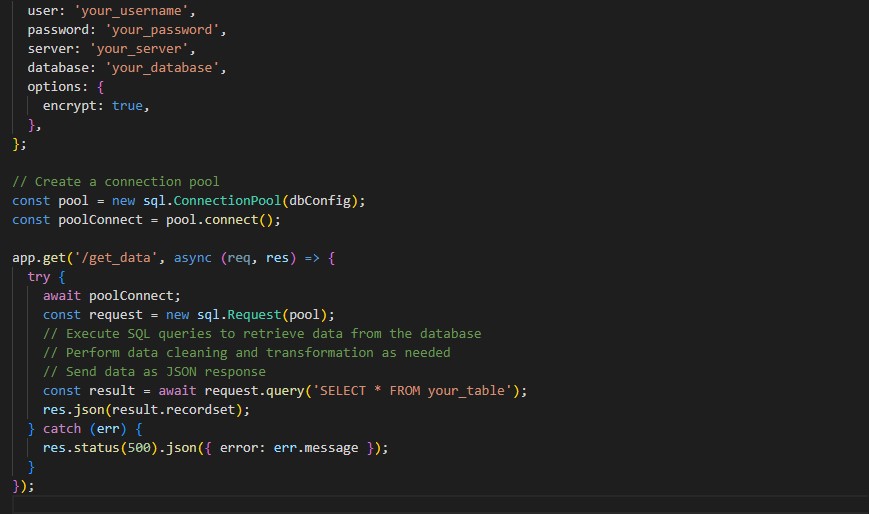 user: 'your_username',
password: 'your_password',
server: 'your_server',
database: 'your_database',
options: {
encrypt: true,
},
};
// Create a connection pool
const pool = new sql.ConnectionPool(dbConfig);
const poolConnect = pool.connect();
app.get('/get_data', async (req, res) => {
try {
await poolConnect;
const request = new sql.Request(pool);
// Execute SQL queries to retrieve data from the database
// Perform data cleaning and transformation as needed
// Send data as JSON response
const result = await request.query('SELECT * FROM your_table');
res.json(result.recordset);
} catch (err) {
res.status(500).json({ error: err.message });
}
});